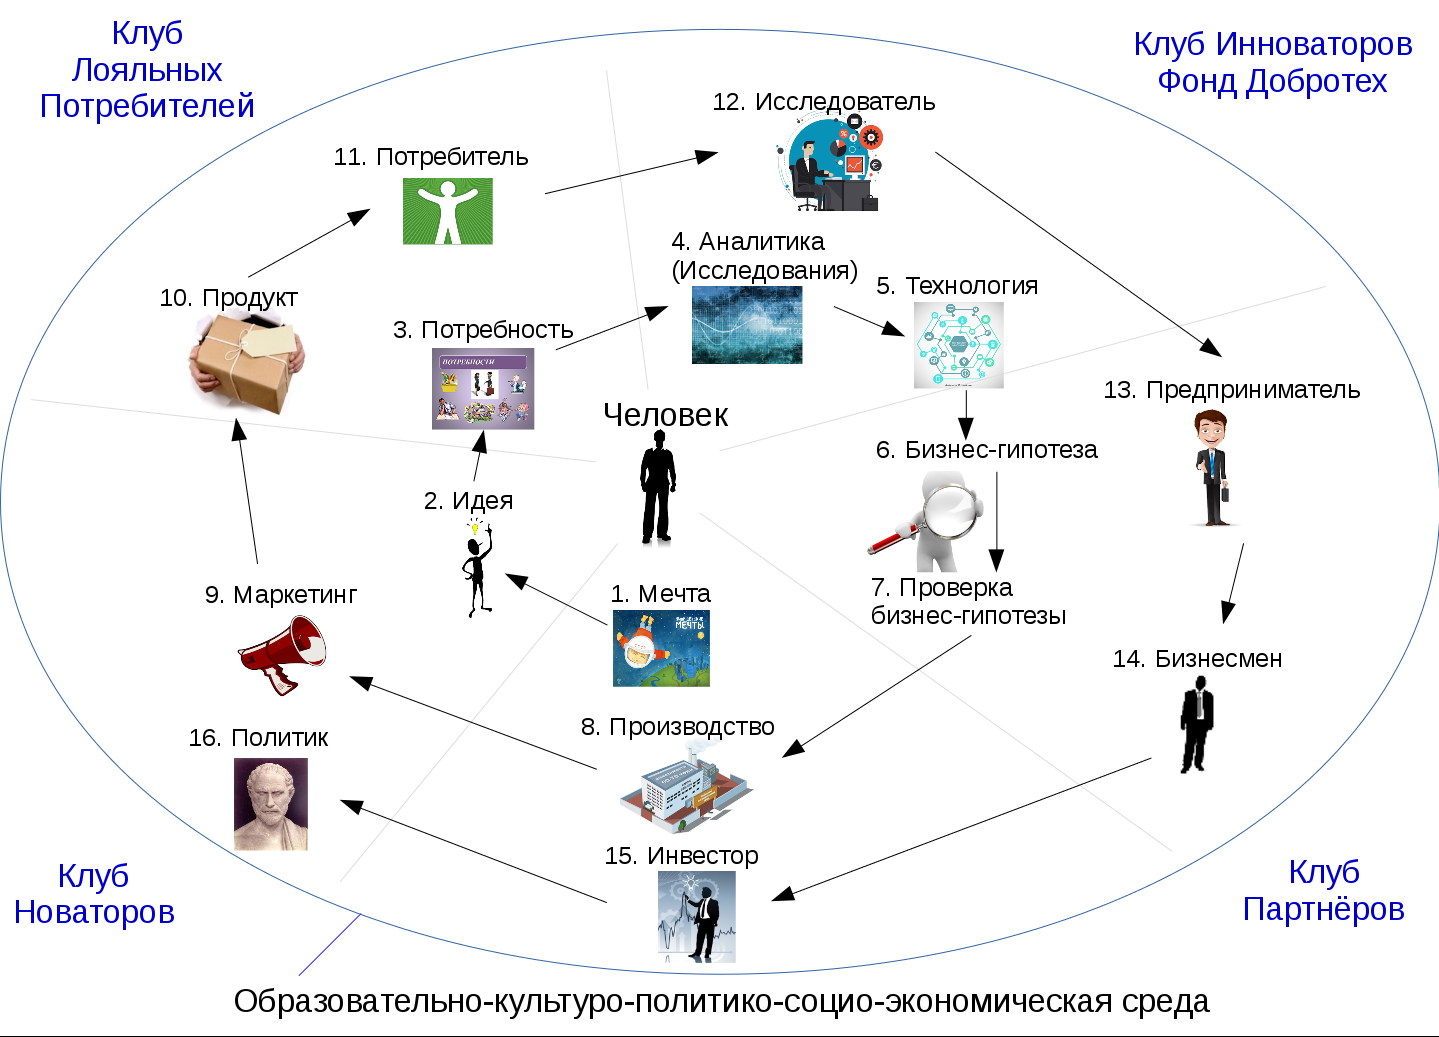 Клуб
Лояльных
Потребителей
Клуб Инноваторов
Фонд Добротех
12. Исследователь
11. Потребитель
4. Аналитика
(Исследования)
5. Технология
10. Продукт
3. Потребность
ПОТРЕБНОСТИ
13. Предприниматель
Человек
6. Бизнес-гипотеза
2. Идея
7. Проверка
бизнес-гипотезы
9. Маркетинг
1. Мечта
МЕЧТЫ
14. Бизнесмен
8. Производство
16. Политик
15. Инвестор
Клуб
Новаторов
Клуб
Партнёров
Образовательно-культуро-политико-социо-экономическая среда